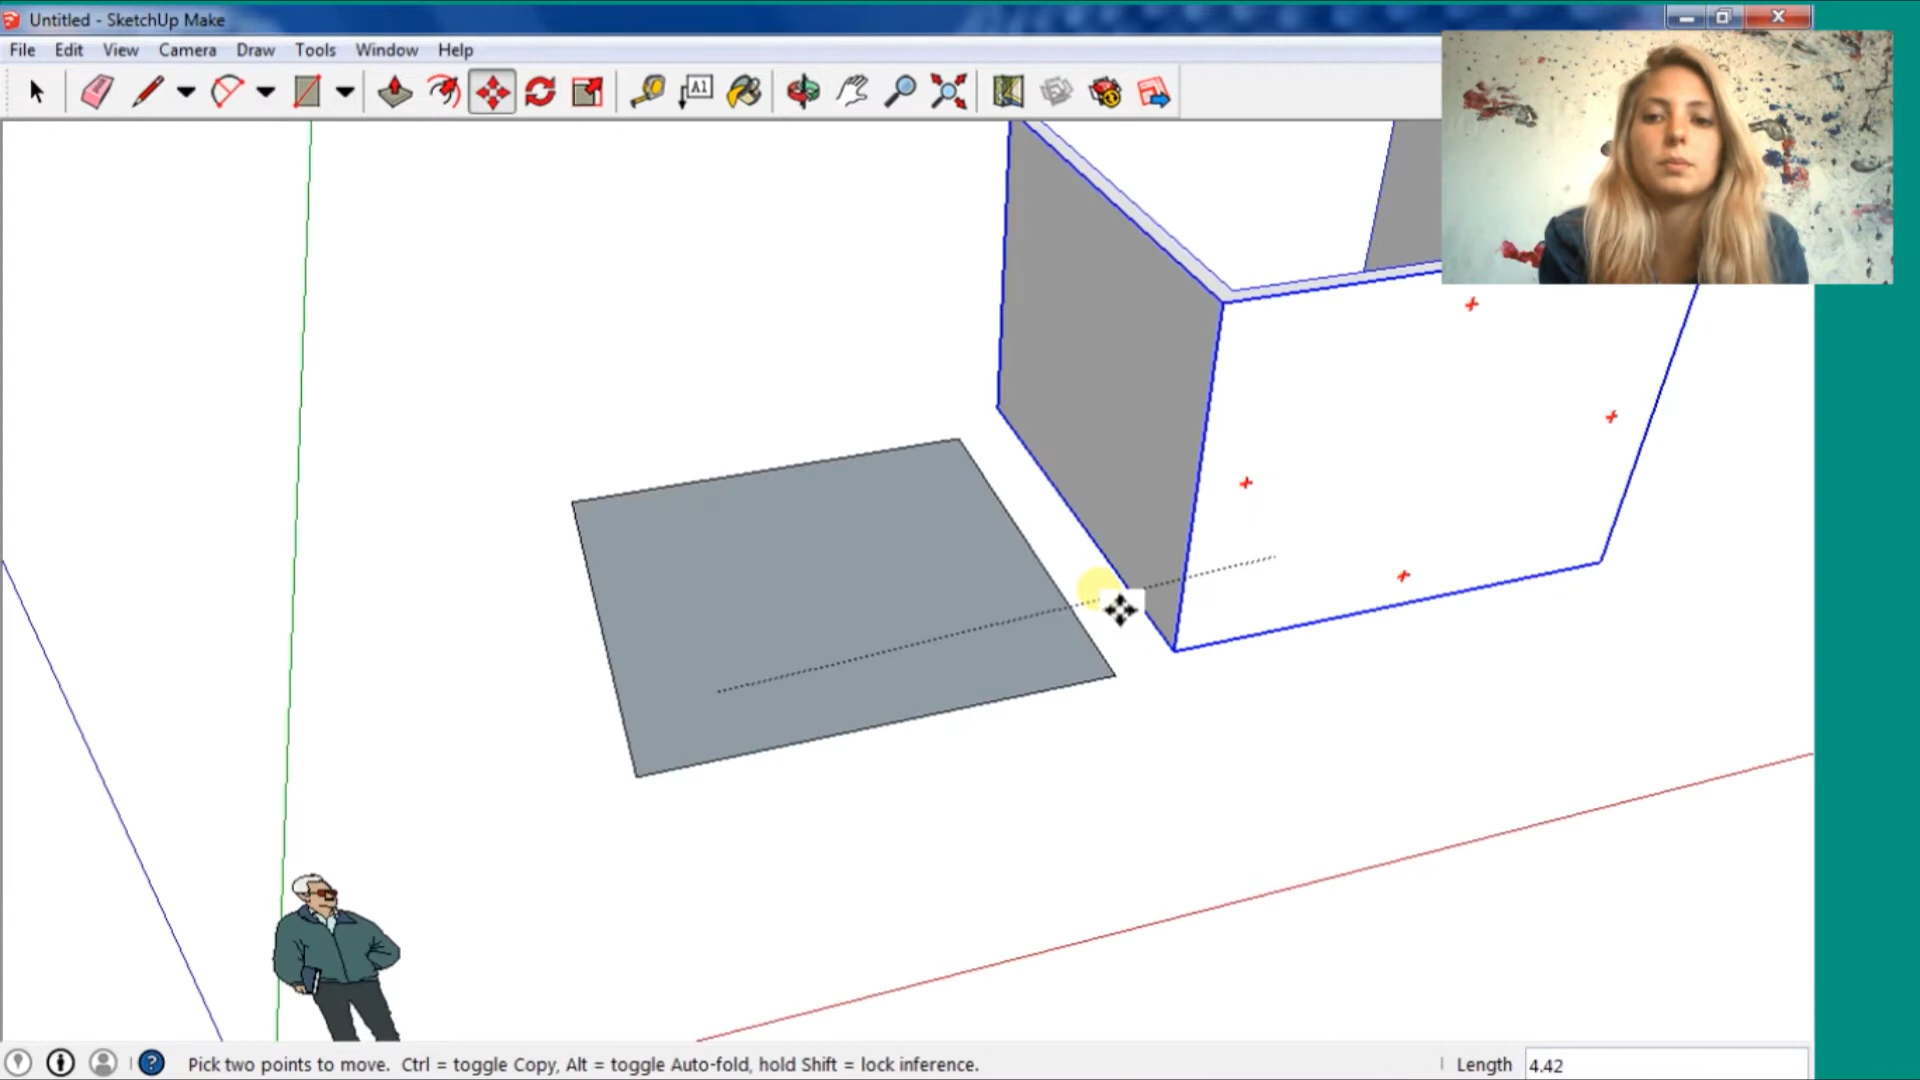 Untitled - SketchUp Make
File Edit View Camera Draw Tools Window Help
A1
Pick two points to move. Ctrl = toggle Copy, Alt = toggle Auto-fold, hold Shift = lock inference.
Length 4.42